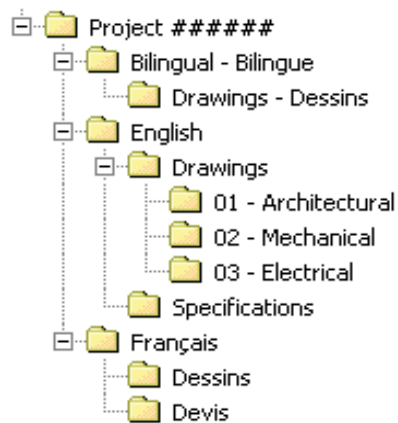 Project ######
Bilingual - Bilingue
Drawings - Dessins
English
Drawings
01 - Architectural
02 - Mechanical
03 - Electrical
Specifications
Français
Dessins
Devis